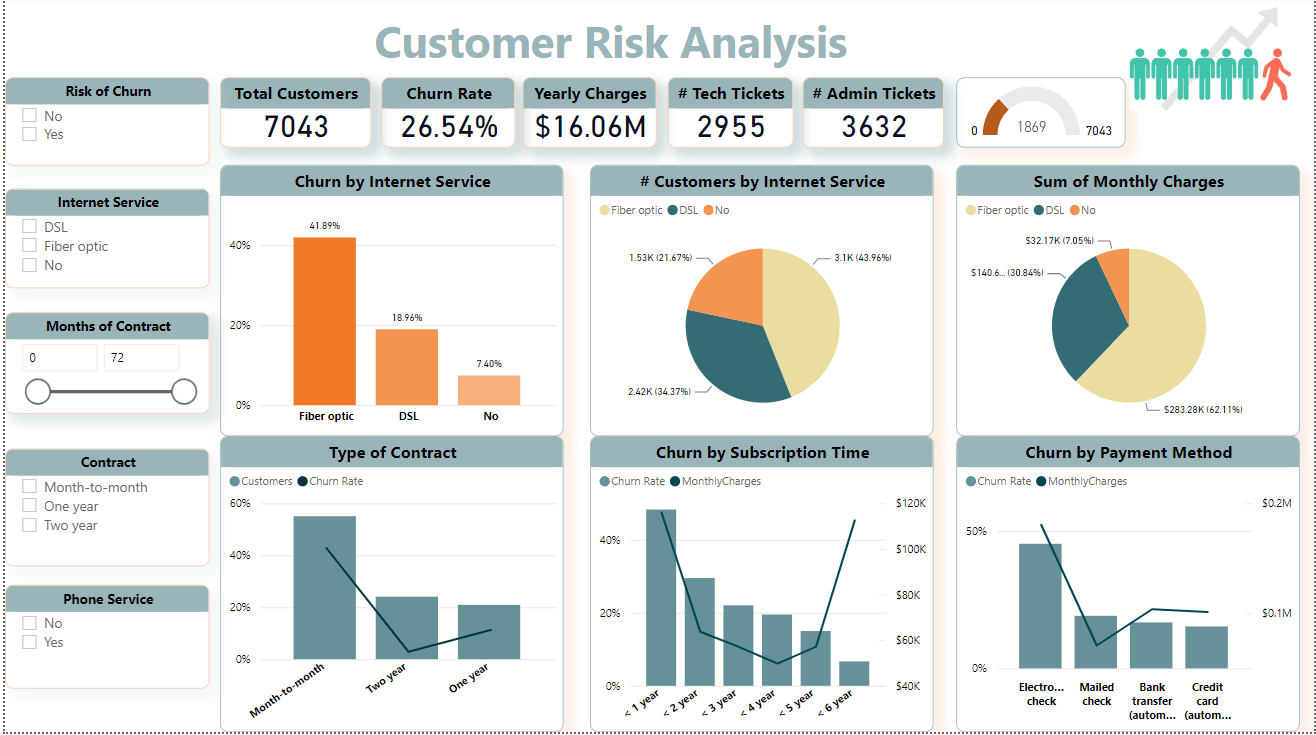 Customer Risk Analysis
Risk of Churn
No
Yes
Internet Service
DSL
Fiber optic
No
Months of Contract
0
72
Contract
Month-to-month
One year
Two year
Phone Service
No
Yes
Total Customers
7043
Churn Rate
26.54%
Yearly Charges
$16.06M
# Tech Tickets
2955
# Admin Tickets
3632
0
1869
7043
Churn by Internet Service
41.89%
40%
18.96%
20%
7.40%
0%
Fiber optic
DSL
No
# Customers by Internet Service
Fiber optic DSL No
1.53K (21.67%)
3.1K (43.96%)
2.42K (34.37%)
Sum of Monthly Charges
Fiber optic DSL No
$32.17K (7.05%)
$140.6... (30.84%)
$283.28K (62.11%)
Type of Contract
Customers Churn Rate
60%
40%
20%
0%
Month-to-month
Two year
One year
Churn by Subscription Time
Churn Rate MonthlyCharges
40%
20%
0%
$120K
$100K
$80K
$60K
$40K
< 1 year
< 2 year
< 3 year
< 4 year
< 5 year
< 6 year
Churn by Payment Method
Churn Rate MonthlyCharges
50%
0%
$0.2M
$0.1M
Electro...
check
Mailed
check
Bank
transfer
(autom...
Credit
card
(autom...